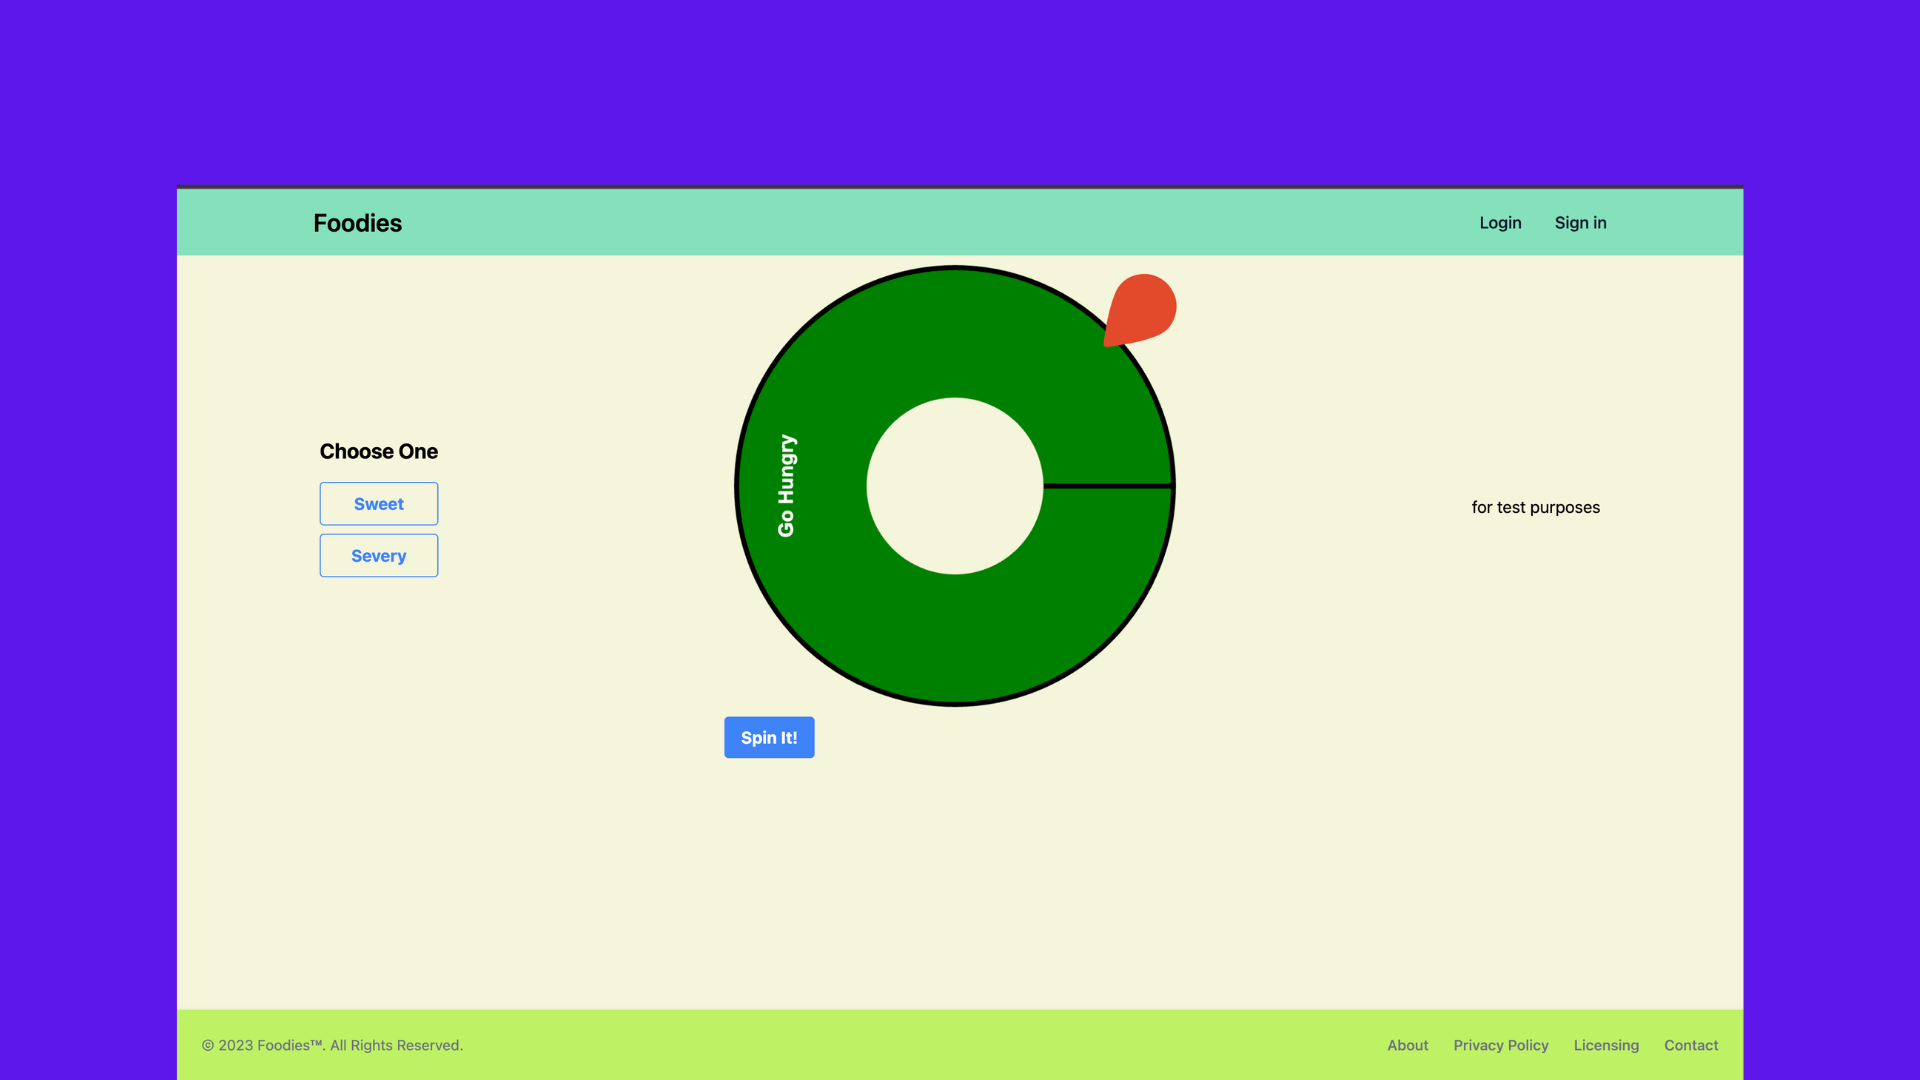 Foodies
Login
Sign in
Choose One
Sweet
Severy
Go Hungry
for test purposes
Spin It!
© 2023 Foodies™. All Rights Reserved.
About
Privacy Policy
Licensing
Contact